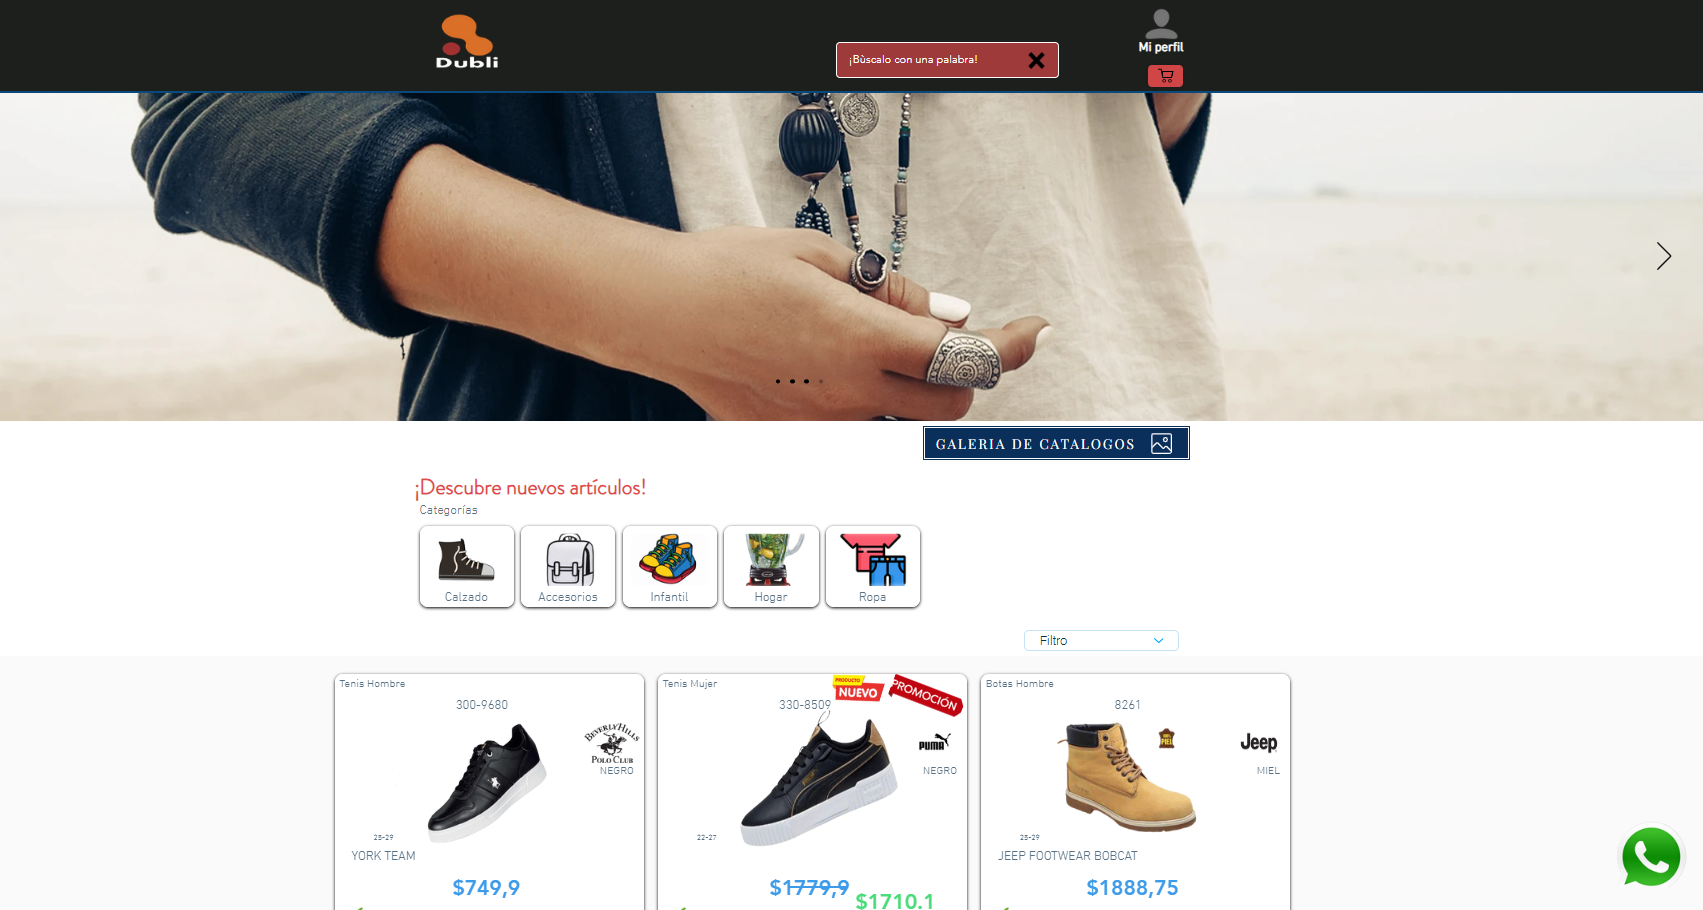 Dubli
¡Bùscalo con una palabra!
Mi perfil
GALERIA DE CATALOGOS
¡Descubre nuevos artículos!
Categorías
Calzado
Accesorios
Infantil
Hogar
Ropa
Filtro
Tenis Hombre
300-9680
BEVERLY HILLS
POLO CLUB
NEGRO
25-29
YORK TEAM
$749,9
Tenis Mujer
PRODUCTO
NUEVO
PROMOCIÓN
330-8509
PUMA
NEGRO
22-27
$1779,9
$1710.1
Botas Hombre
8261
PIEL
Jeep
MIEL
25-29
JEEP FOOTWEAR BOBCAT
$1888,75